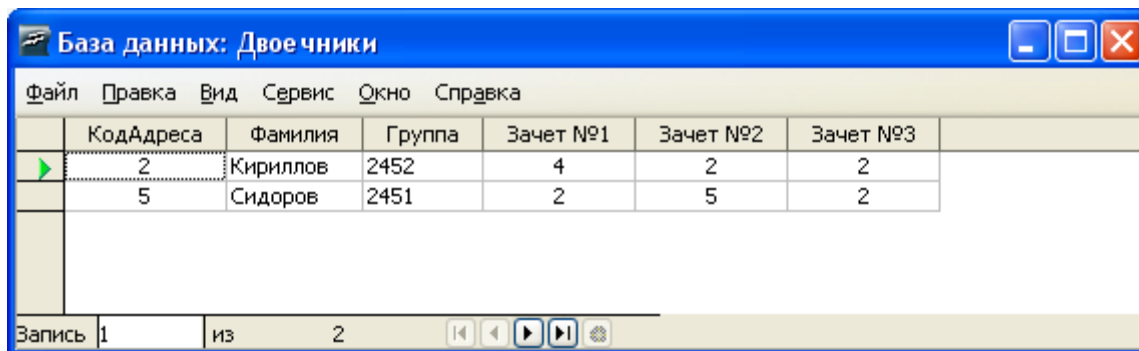 База данных: Двоечники
Файл Правка Вид Сервис Окно Справка
КодАдреса Фамилия Группа Зачет №1 Зачет №2 Зачет №3
2 Кириллов 2452 4 2 2
5 Сидоров 2451 2 5 2
Запись 1 из 2